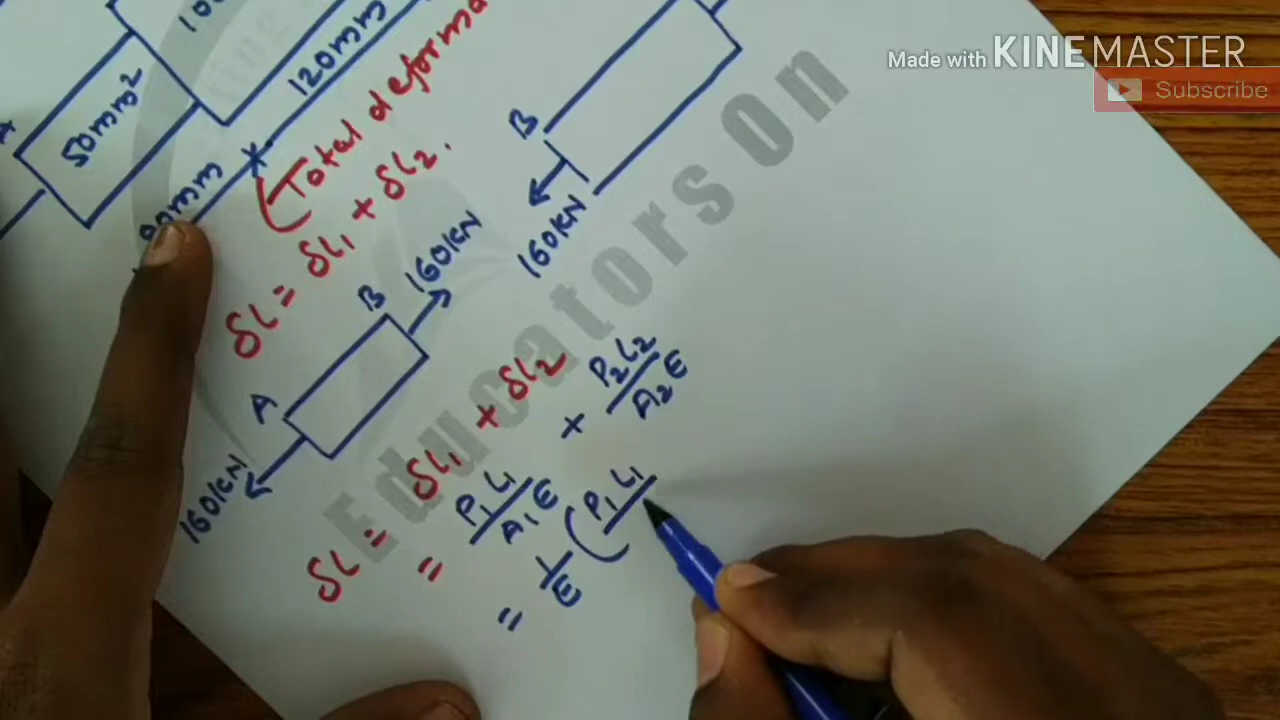 Made with KINEMASTER
Subscribe
A
50mm²
120mm
(Total
δL = δL₁ + δL₂.
B
160KN
A
B
160KN
160KN
Educators On
δL = δL₁ + δL₂
= P₁L₁/A₁E + P₂L₂/A₂E
= 1/E (P₁L₁